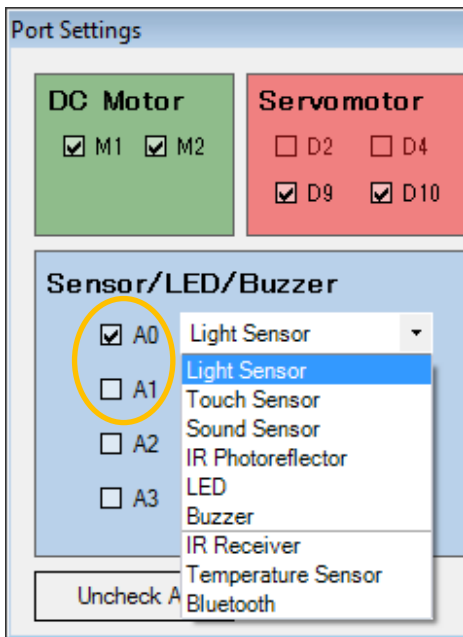 Port Settings
DC Motor
M1 M2
Servomotor
D2 D4
D9 D10
Sensor/LED/Buzzer
A0 Light Sensor
A1
A2
A3
Light Sensor
Touch Sensor
Sound Sensor
IR Photoreflector
LED
Buzzer
IR Receiver
Temperature Sensor
Bluetooth
Uncheck A